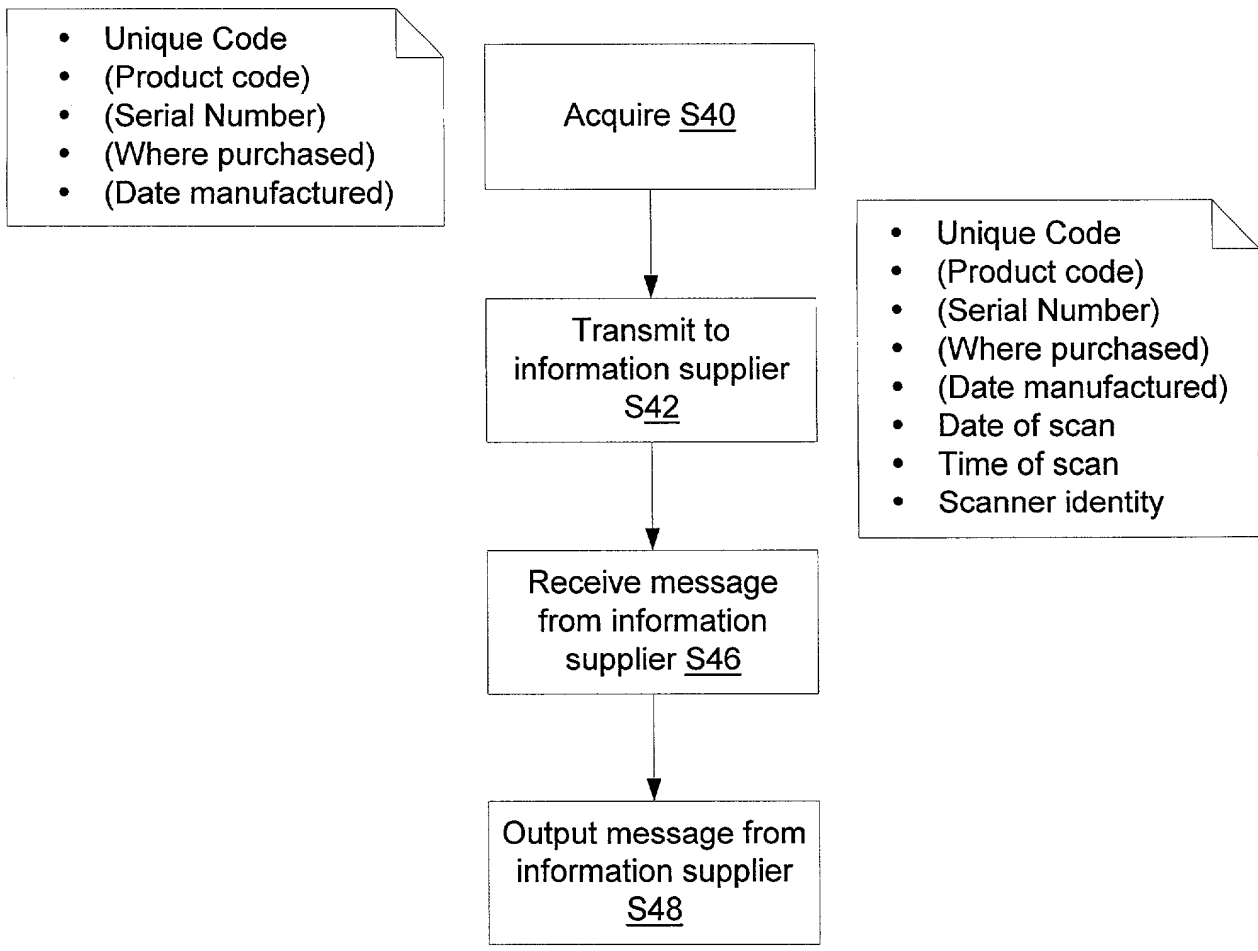 • Unique Code
• (Product code)
• (Serial Number)
• (Where purchased)
• (Date manufactured)
Acquire S40
• Unique Code
• (Product code)
• (Serial Number)
• (Where purchased)
• (Date manufactured)
• Date of scan
• Time of scan
• Scanner identity
Transmit to
information supplier
S42
Receive message
from information
supplier S46
Output message from
information supplier
S48